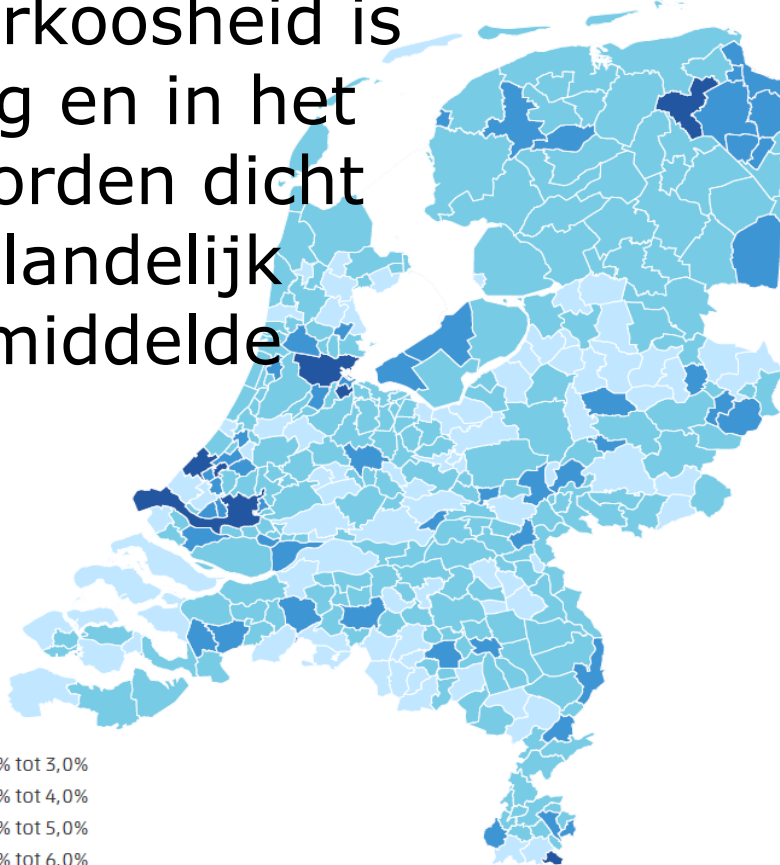 rkoosheid is
g en in het
orden dicht
landelijk
middelde
% tot 3,0%
% tot 4,0%
% tot 5,0%
% tot 6,0%